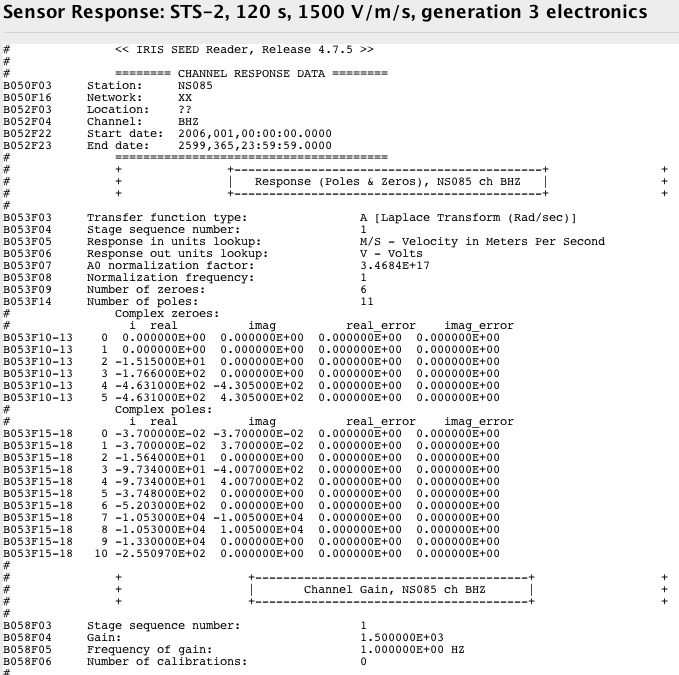 Sensor Response: STS-2, 120 s, 1500 V/m/s, generation 3 electronics
#               << IRIS SEED Reader, Release 4.7.5 >>
#
#               ======== CHANNEL RESPONSE DATA ========
B050F03     Station:     NS085
B050F16     Network:     XX
B052F03     Location:    ??
B052F04     Channel:     BHZ
B052F22     Start date:  2006,001,00:00:00.0000
B052F23     End date:    2599,365,23:59:59.0000
#               =======================================
#               +               +--------------------------------------------+                +
#               +               |   Response (Poles & Zeros), NS085 ch BHZ   |                +
#               +               +--------------------------------------------+                +
#
B053F03     Transfer function type:                A [Laplace Transform (Rad/sec)]
B053F04     Stage sequence number:                 1
B053F05     Response in units lookup:              M/S - Velocity in Meters Per Second
B053F06     Response out units lookup:             V - Volts
B053F07     A0 normalization factor:               3.4684E+17
B053F08     Normalization frequency:               1
B053F09     Number of zeroes:                      6
B053F14     Number of poles:                       11
#               Complex zeroes:
#                 i  real          imag          real_error    imag_error
B053F10-13    0  0.000000E+00  0.000000E+00  0.000000E+00  0.000000E+00
B053F10-13    1  0.000000E+00  0.000000E+00  0.000000E+00  0.000000E+00
B053F10-13    2 -1.515000E+01  0.000000E+00  0.000000E+00  0.000000E+00
B053F10-13    3 -1.766000E+02  0.000000E+00  0.000000E+00  0.000000E+00
B053F10-13    4 -4.631000E+02 -4.305000E+02  0.000000E+00  0.000000E+00
B053F10-13    5 -4.631000E+02  4.305000E+02  0.000000E+00  0.000000E+00
#               Complex poles:
#                 i  real          imag          real_error    imag_error
B053F15-18    0 -3.700000E-02 -3.700000E-02  0.000000E+00  0.000000E+00
B053F15-18    1 -3.700000E-02  3.700000E-02  0.000000E+00  0.000000E+00
B053F15-18    2 -1.564000E+01  0.000000E+00  0.000000E+00  0.000000E+00
B053F15-18    3 -9.734000E+01 -4.007000E+02  0.000000E+00  0.000000E+00
B053F15-18    4 -9.734000E+01  4.007000E+02  0.000000E+00  0.000000E+00
B053F15-18    5 -3.748000E+02  0.000000E+00  0.000000E+00  0.000000E+00
B053F15-18    6 -5.203000E+02  0.000000E+00  0.000000E+00  0.000000E+00
B053F15-18    7 -1.053000E+04 -1.005000E+04  0.000000E+00  0.000000E+00
B053F15-18    8 -1.053000E+04  1.005000E+04  0.000000E+00  0.000000E+00
B053F15-18    9 -1.330000E+04  0.000000E+00  0.000000E+00  0.000000E+00
B053F15-18   10 -2.550970E+02  0.000000E+00  0.000000E+00  0.000000E+00
#
#               +                  +---------------------------------------+                  +
#               +                  |       Channel Gain, NS085 ch BHZ      |                  +
#               +                  +---------------------------------------+                  +
#
B058F03     Stage sequence number:                 1
B058F04     Gain:                                  1.500000E+03
B058F05     Frequency of gain:                     1.000000E+00 HZ
B058F06     Number of calibrations:                0
#